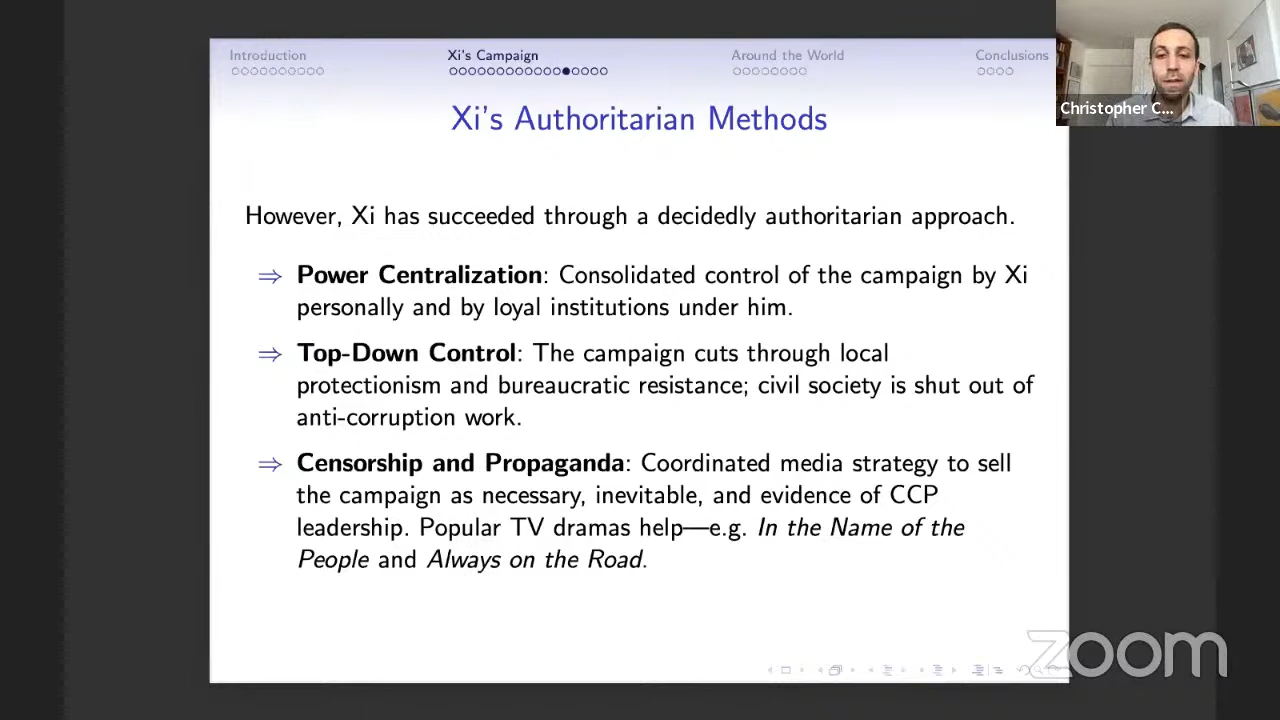 Introduction
Xi's Campaign
Around the World
Conclusions
Christopher C...
Xi's Authoritarian Methods
However, Xi has succeeded through a decidedly authoritarian approach.
⇒ Power Centralization: Consolidated control of the campaign by Xi
personally and by loyal institutions under him.
⇒ Top-Down Control: The campaign cuts through local
protectionism and bureaucratic resistance; civil society is shut out of
anti-corruption work.
⇒ Censorship and Propaganda: Coordinated media strategy to sell
the campaign as necessary, inevitable, and evidence of CCP
leadership. Popular TV dramas help—e.g. In the Name of the
People and Always on the Road.
zoom